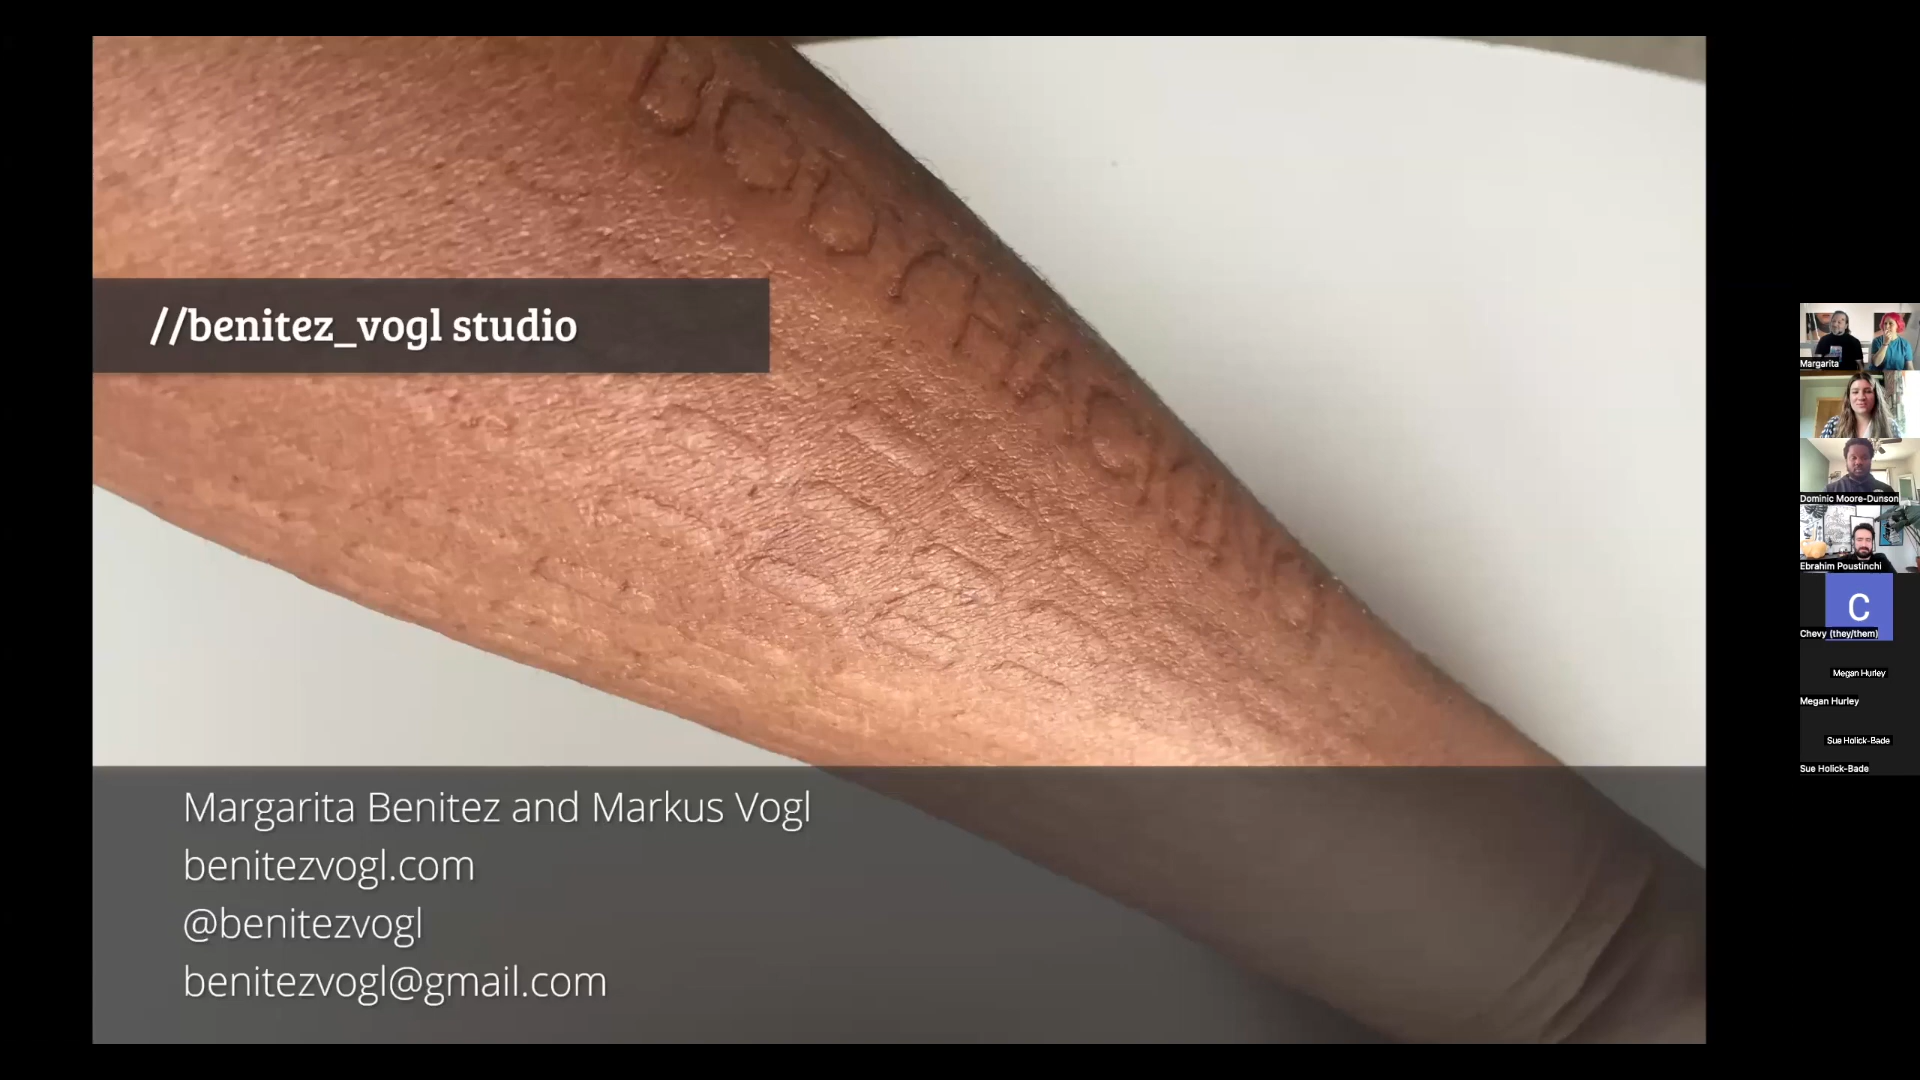 //benitez_vogl studio
Margarita Benitez and Markus Vogl
benitezvogl.com
@benitezvogl
benitezvogl@gmail.com
Margarita
Dominic Moore-Dunson
Ebrahim Poustinchi
C
Chevy (they/them)
Megan Hurley
Megan Hurley
Sue Holick-Bade
Sue Holick-Bade